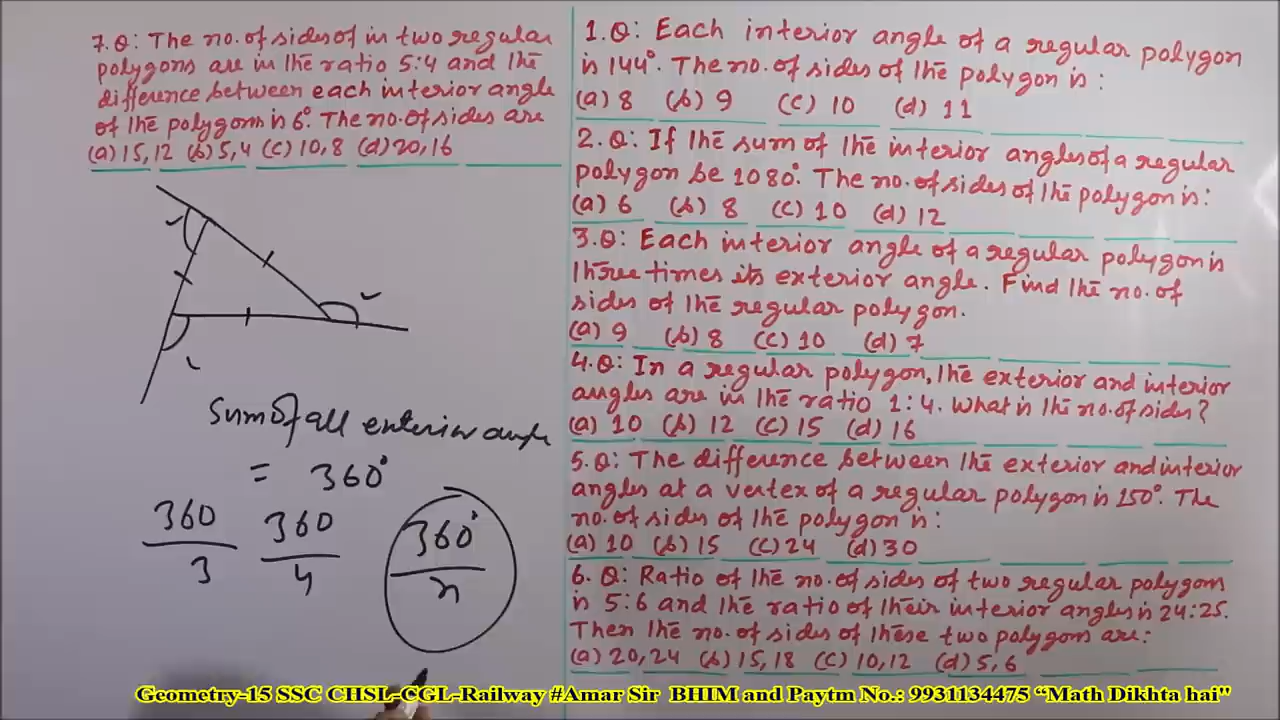 7.Q: The no. of sides of in two regular
polygons are in the ratio 5:4 and the
difference between each interior angle
of the polygons is 6°. The no. of sides are
(a) 15, 12 (b) 5, 4 (c) 10, 8 (d) 20, 16
Sum of all exterior angle
= 360°
360
3
360
4
360°
n
1.Q: Each interior angle of a regular polygon
is 144°. The no. of sides of the polygon is :
(a) 8 (b) 9 (c) 10 (d) 11
2.Q: If the sum of the interior angles of a regular
polygon be 1080°. The no. of sides of the polygon is:
(a) 6 (b) 8 (c) 10 (d) 12
3.Q: Each interior angle of a regular polygon is
three times its exterior angle. Find the no. of
sides of the regular polygon.
(a) 9 (b) 8 (c) 10 (d) 7
4.Q: In a regular polygon, the exterior and interior
angles are in the ratio 1:4. What is the no. of sides?
(a) 10 (b) 12 (c) 15 (d) 16
5.Q: The difference between the exterior and interior
angles at a vertex of a regular polygon is 150°. The
no. of sides of the polygon is:
(a) 10 (b) 15 (c) 24 (d) 30
6. Q: Ratio of the no. of sides of two regular polygons
is 5:6 and the ratio of their interior angles is 24:25.
Then the no. of sides of these two polygons are:
(a) 20, 24 (b) 15, 18 (c) 10, 12 (d) 5, 6
Geometry-15 SSC CHSL-CGL-Railway #Amar Sir BHIM and Paytm No.: 9931134475 “Math Dikhta hai"